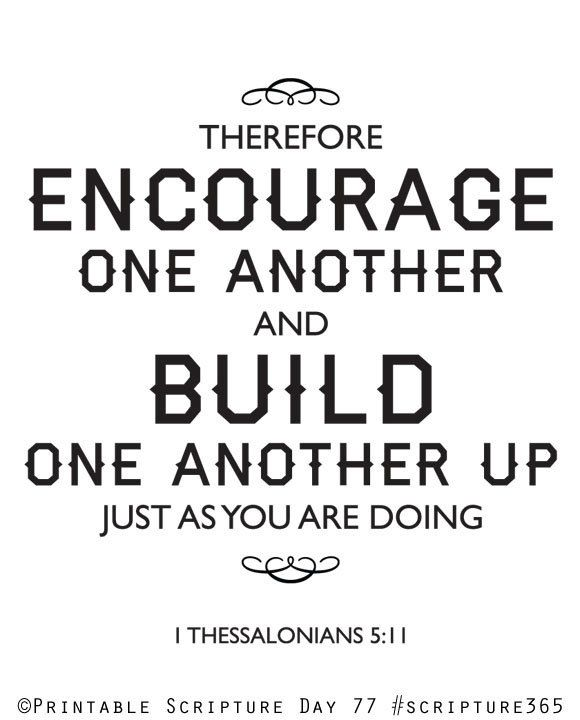 THEREFORE
ENCOURAGE
ONE ANOTHER
AND
BUILD
ONE ANOTHER UP
JUST AS YOU ARE DOING
1 THESSALONIANS 5:11
©Printable Scripture Day 77 #scripture365